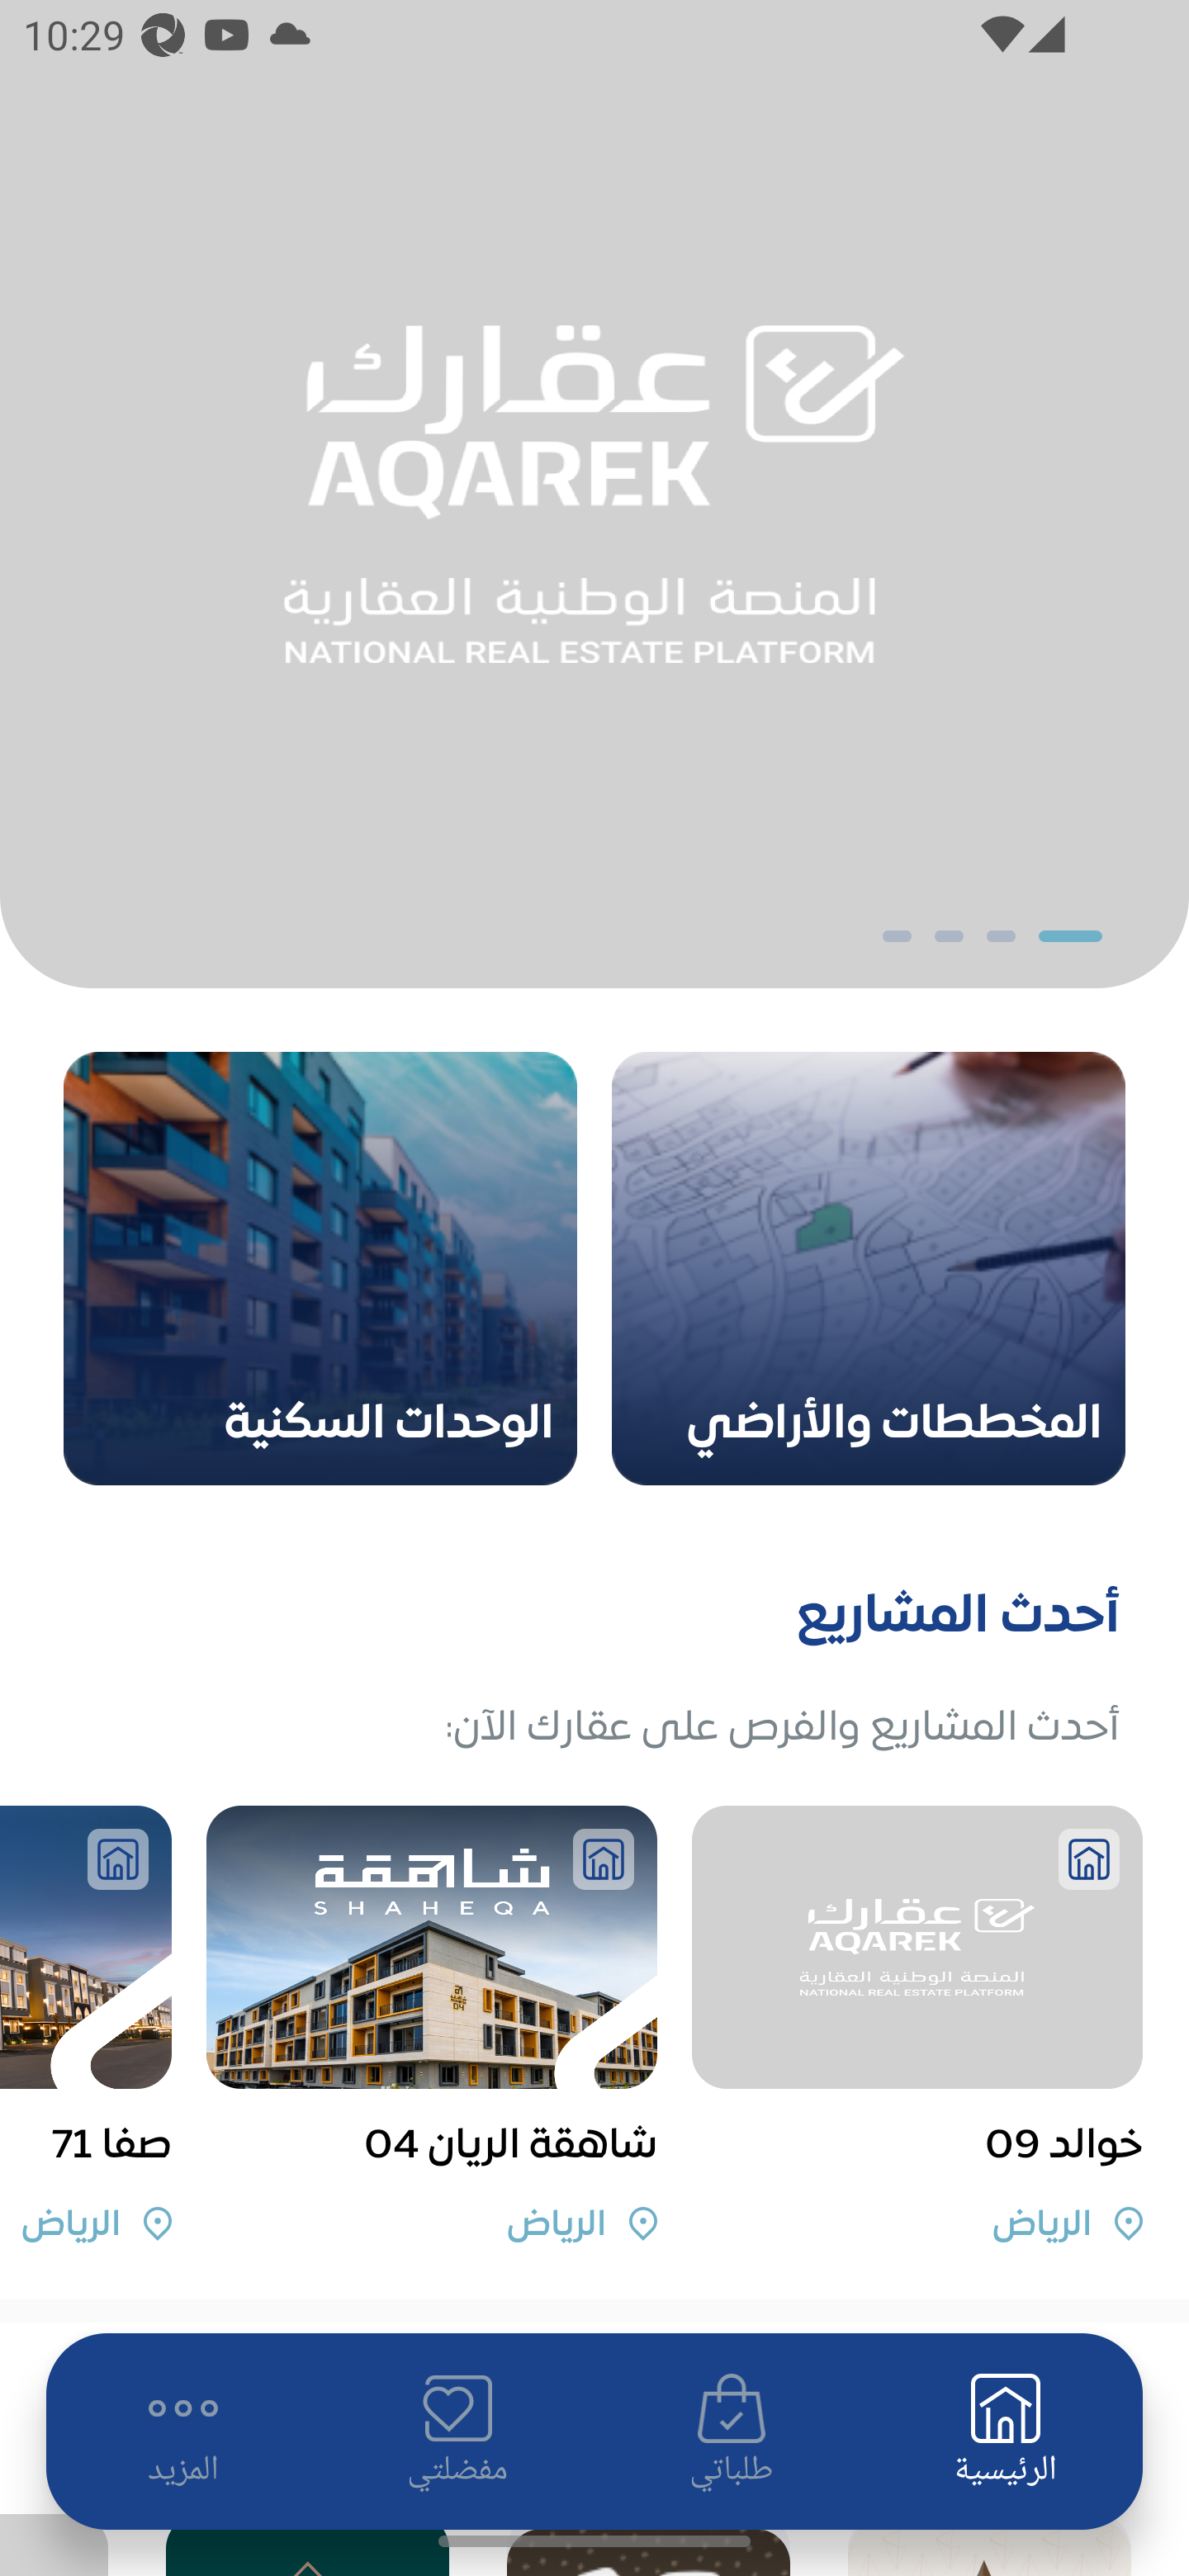 10:29
عقارك
AQAREK
المنصة الوطنية العقارية
NATIONAL REAL ESTATE PLATFORM
المخططات والأراضي
الوحدات السكنية
أحدث المشاريع
أحدث المشاريع والفرص على عقارك الآن:
عقارك
AQAREK
المنصة الوطنية العقارية
NATIONAL REAL ESTATE PLATFORM
شاهقة
SHAHEQA
خوالد 09
شاهقة الريان 04
صفا 71
الرياض
الرياض
الرياض
الرئيسية
طلباتي
مفضلتي
المزيد